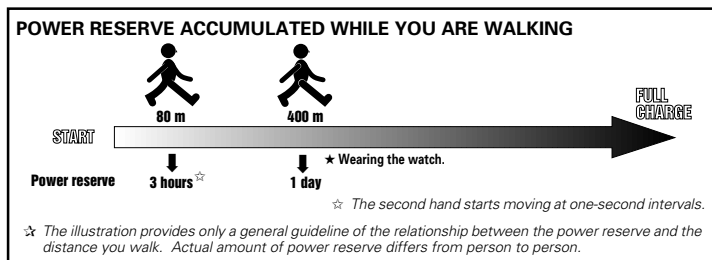 POWER RESERVE ACCUMULATED WHILE YOU ARE WALKING
80 m 400 m
FULL
CHARGE
START
★ Wearing the watch.
Power reserve 3 hours☆ 1 day
☆ The second hand starts moving at one-second intervals.
☆ The illustration provides only a general guideline of the relationship between the power reserve and the
distance you walk. Actual amount of power reserve differs from person to person.